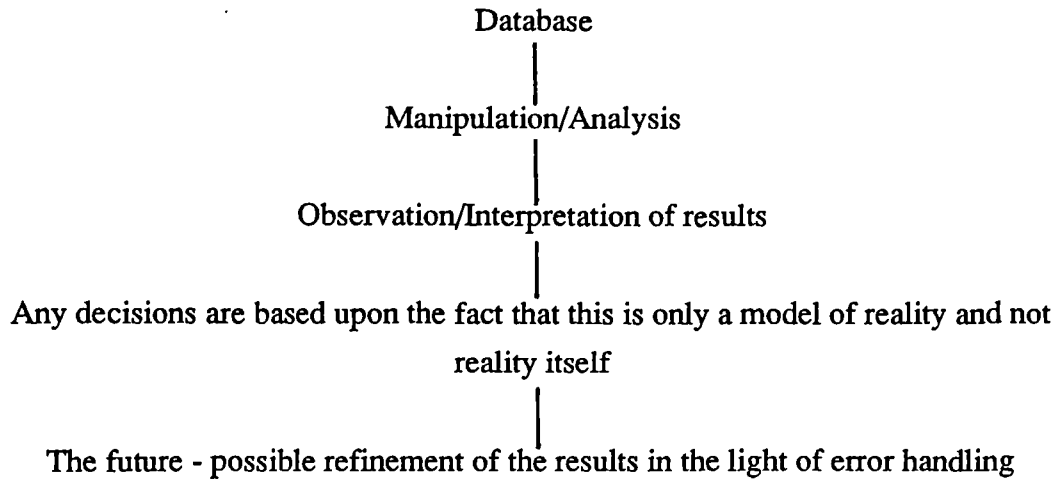 Database
Manipulation/Analysis
Observation/Interpretation of results
Any decisions are based upon the fact that this is only a model of reality and not
reality itself
The future - possible refinement of the results in the light of error handling